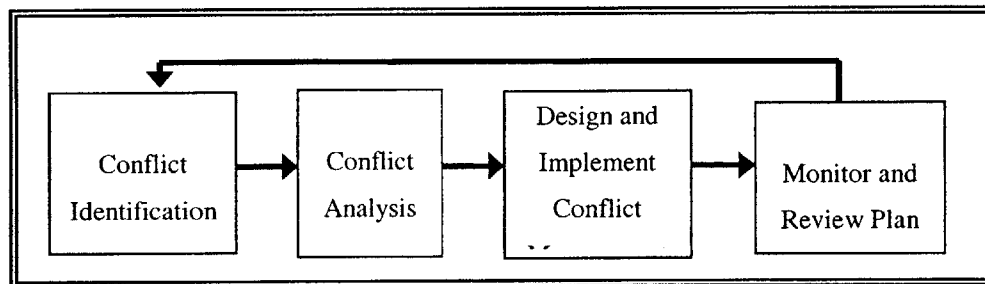 Conflict
Identification
Conflict
Analysis
Design and
Implement
Conflict
Monitor and
Review Plan